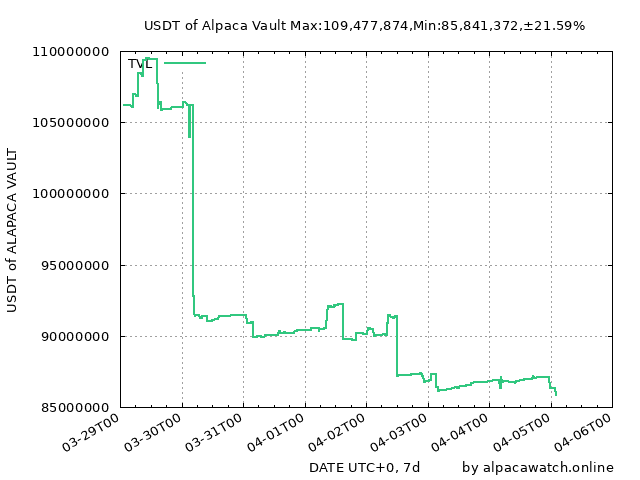 USDT of Alpaca Vault Max:109,477,874,Min:85,841,372,±21.59%
TVL
110000000
105000000
100000000
95000000
90000000
85000000
USDT of ALAPACA VAULT
03-29T00
03-30T00
03-31T00
04-01T00
04-02T00
04-03T00
04-04T00
04-05T00
04-06T00
DATE UTC+0, 7d
by alpacawatch.online